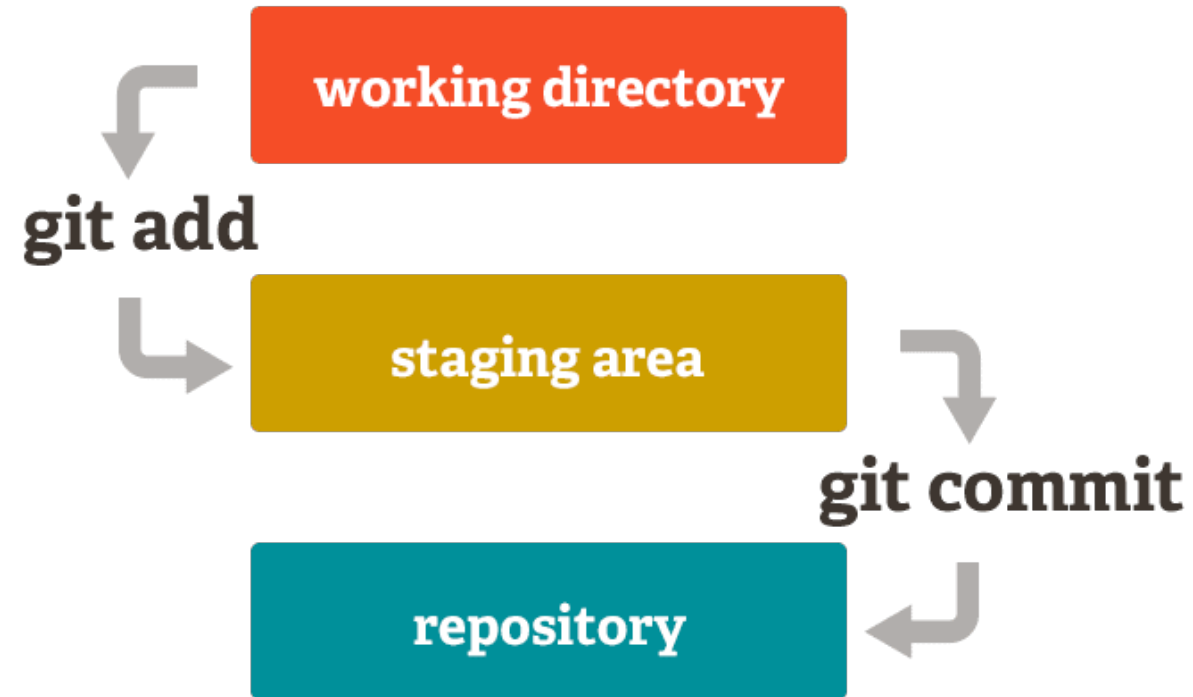 working directory
git add
staging area
git commit
repository